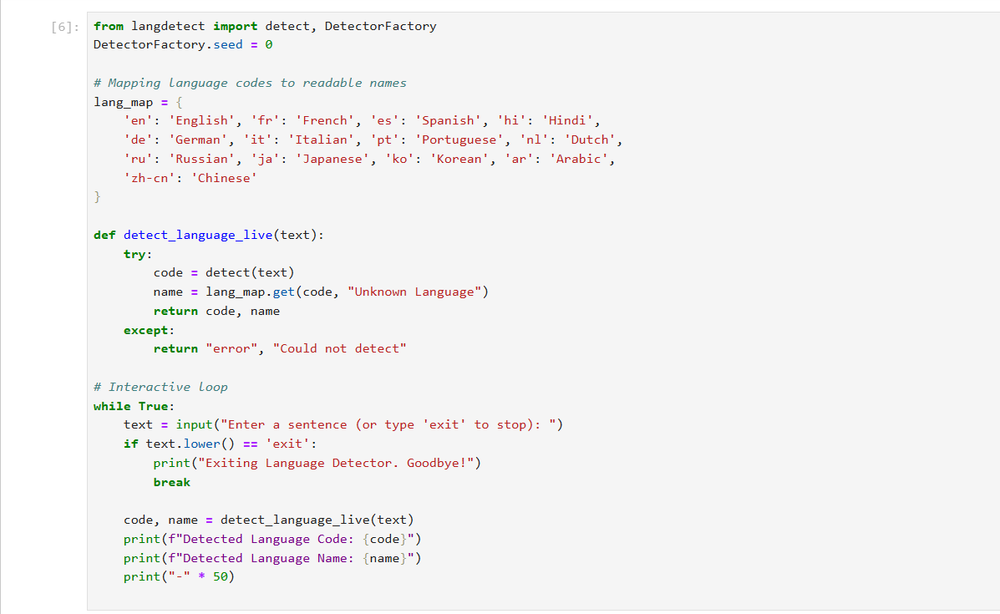 [6]: from langdetect import detect, DetectorFactory
DetectorFactory.seed = 0

# Mapping language codes to readable names
lang_map = {
    'en': 'English', 'fr': 'French', 'es': 'Spanish', 'hi': 'Hindi',
    'de': 'German', 'it': 'Italian', 'pt': 'Portuguese', 'nl': 'Dutch',
    'ru': 'Russian', 'ja': 'Japanese', 'ko': 'Korean', 'ar': 'Arabic',
    'zh-cn': 'Chinese'
}

def detect_language_live(text):
    try:
        code = detect(text)
        name = lang_map.get(code, "Unknown Language")
        return code, name
    except:
        return "error", "Could not detect"

# Interactive loop
while True:
    text = input("Enter a sentence (or type 'exit' to stop): ")
    if text.lower() == 'exit':
        print("Exiting Language Detector. Goodbye!")
        break

    code, name = detect_language_live(text)
    print(f"Detected Language Code: {code}")
    print(f"Detected Language Name: {name}")
    print("-" * 50)